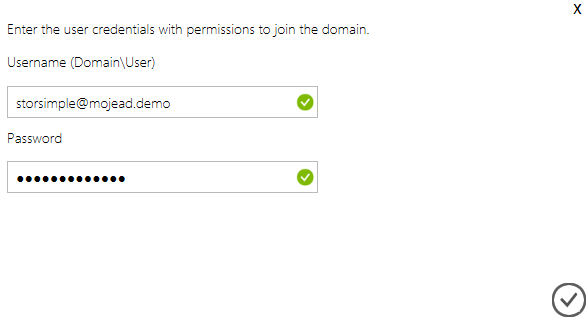 x
Enter the user credentials with permissions to join the domain.
Username (Domain\User)
storsimple@mojead.demo
Password
•••••••••••••